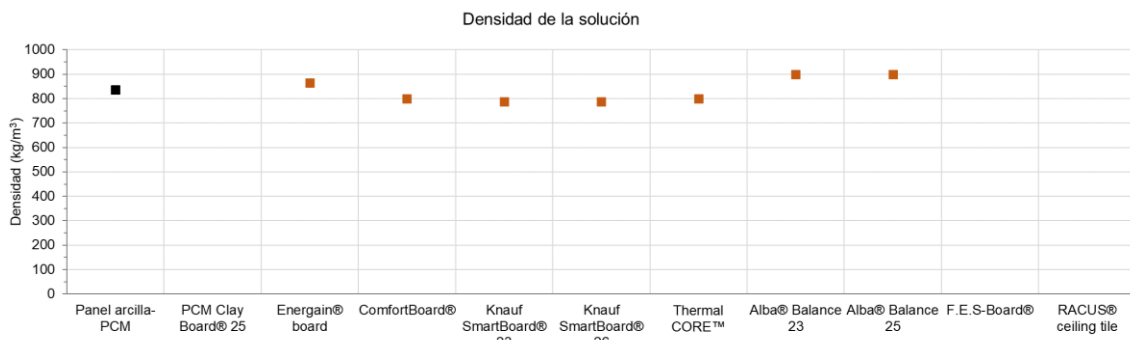 Densidad de la solución
Densidad (kg/m³)
1000
900
800
700
600
500
400
300
200
100
0
Panel arcilla-
PCM
PCM Clay
Board® 25
Energain®
board
ComfortBoard®
Knauf
SmartBoard®
23
Knauf
SmartBoard®
26
Thermal
CORE™
Alba® Balance
23
Alba® Balance
25
F.E.S-Board®
RACUS®
ceiling tile